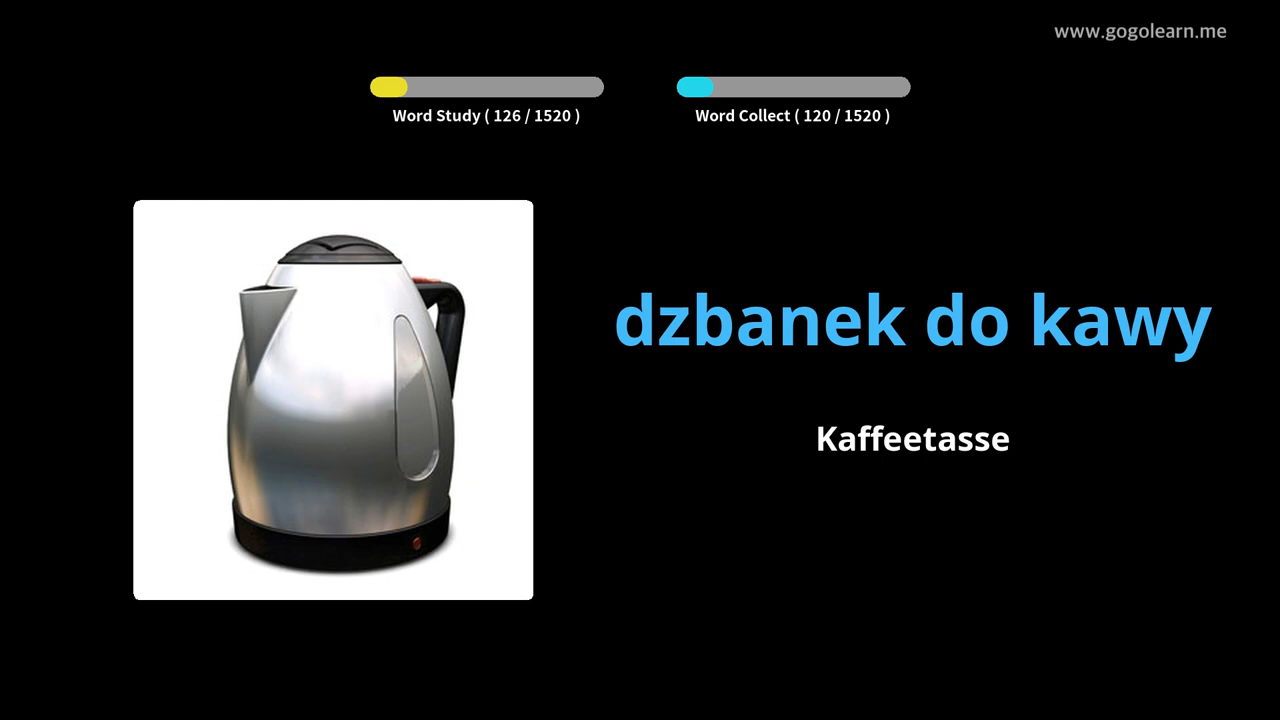 www.gogolearn.me
Word Study ( 126 / 1520 )
Word Collect ( 120 / 1520 )
dzbanek do kawy
Kaffeetasse